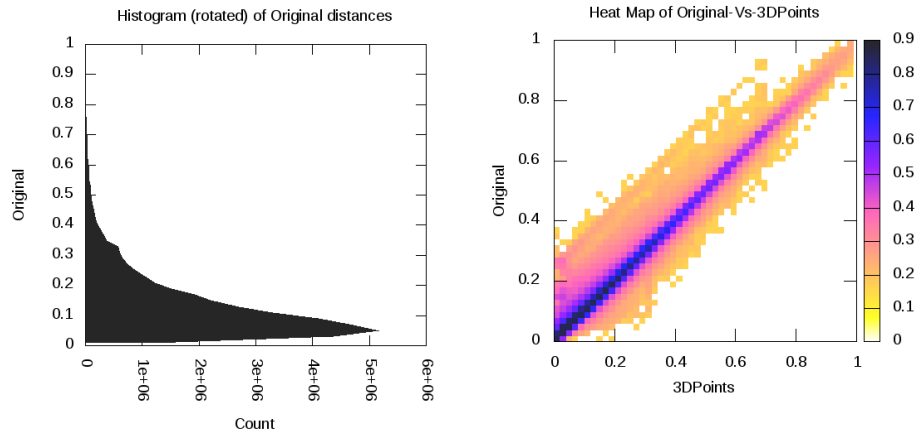 Histogram (rotated) of Original distances
1
0.9
0.8
0.7
0.6
0.5
0.4
0.3
0.2
0.1
0
Original
0
1e+06
2e+06
3e+06
4e+06
5e+06
6e+06
Count
Heat Map of Original-Vs-3DPoints
1
0.8
0.6
0.4
0.2
0
Original
0
0.2
0.4
0.6
0.8
1
3DPoints
0.9
0.8
0.7
0.6
0.5
0.4
0.3
0.2
0.1
0